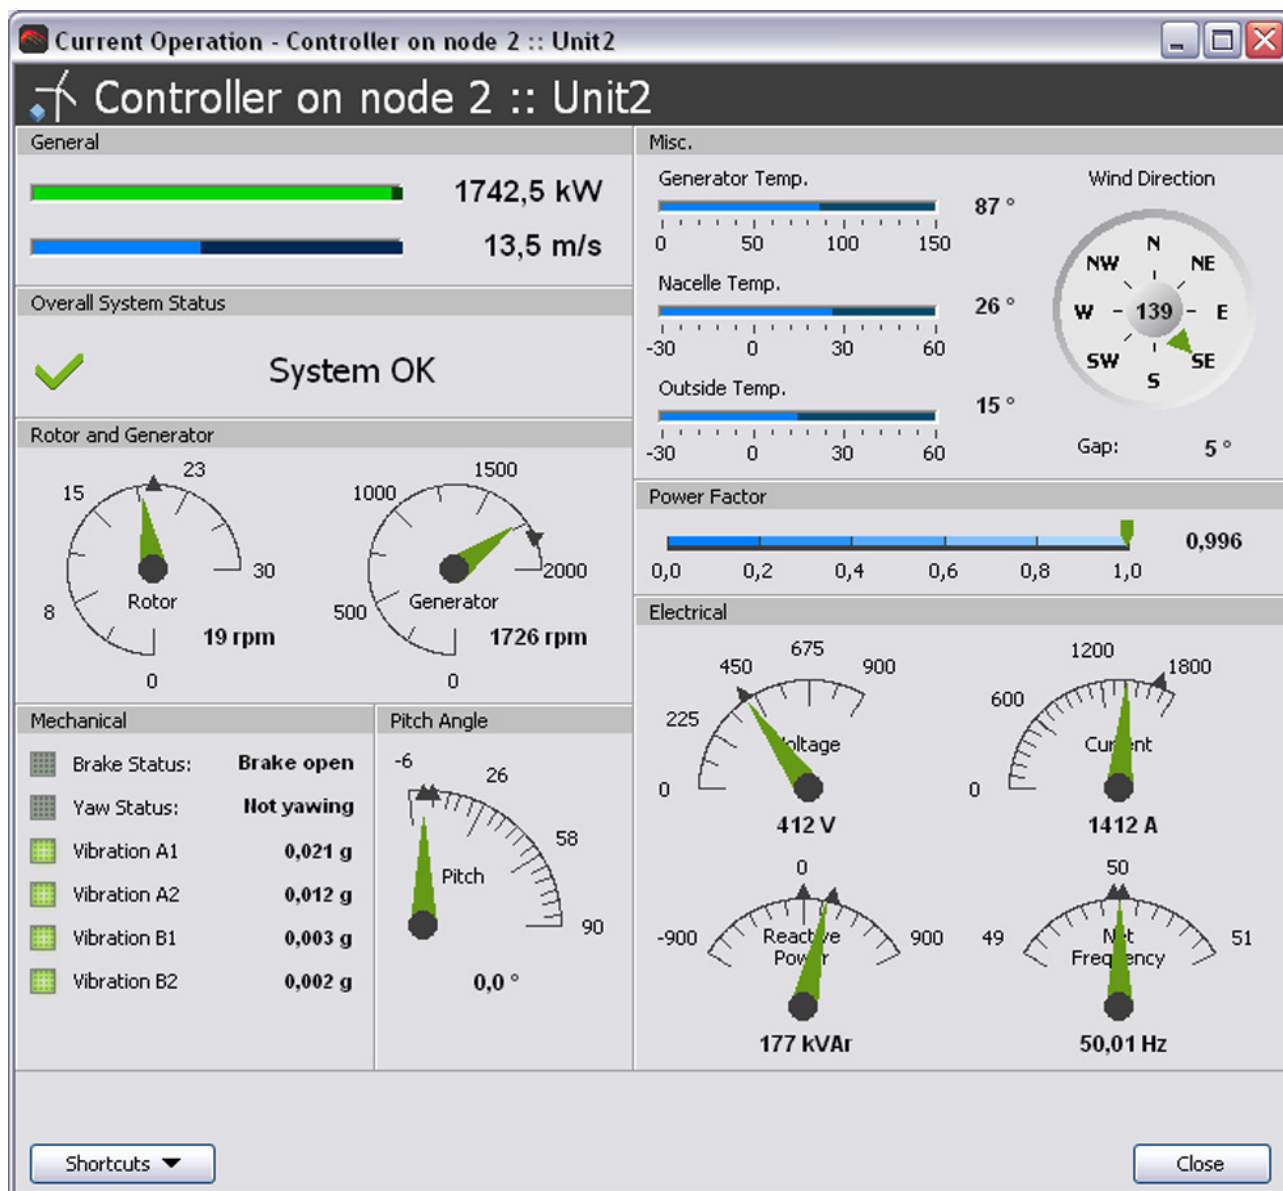 Current Operation - Controller on node 2 :: Unit2
Controller on node 2 :: Unit2
General
1742,5 kW
13,5 m/s
Overall System Status
System OK
Rotor and Generator
0
8
15
23
30
Rotor
19 rpm
0
500
1000
1500
2000
Generator
1726 rpm
Mechanical
Brake Status: Brake open
Yaw Status: Not yawing
Vibration A1 0,021 g
Vibration A2 0,012 g
Vibration B1 0,003 g
Vibration B2 0,002 g
Pitch Angle
-6
26
58
90
Pitch
0,0 °
Misc.
Generator Temp.
87 °
0 50 100 150
Nacelle Temp.
26 °
-30 0 30 60
Outside Temp.
15 °
-30 0 30 60
Wind Direction
N
NW NE
W 139 E
SW SE
S
Gap: 5 °
Power Factor
0,996
0,0 0,2 0,4 0,6 0,8 1,0
Electrical
0
225
450
675
900
Voltage
412 V
0
600
1200
1800
Current
1412 A
-900
0
900
Reactive
Power
177 kVAr
49
50
51
Net
Frequency
50,01 Hz
Shortcuts
Close